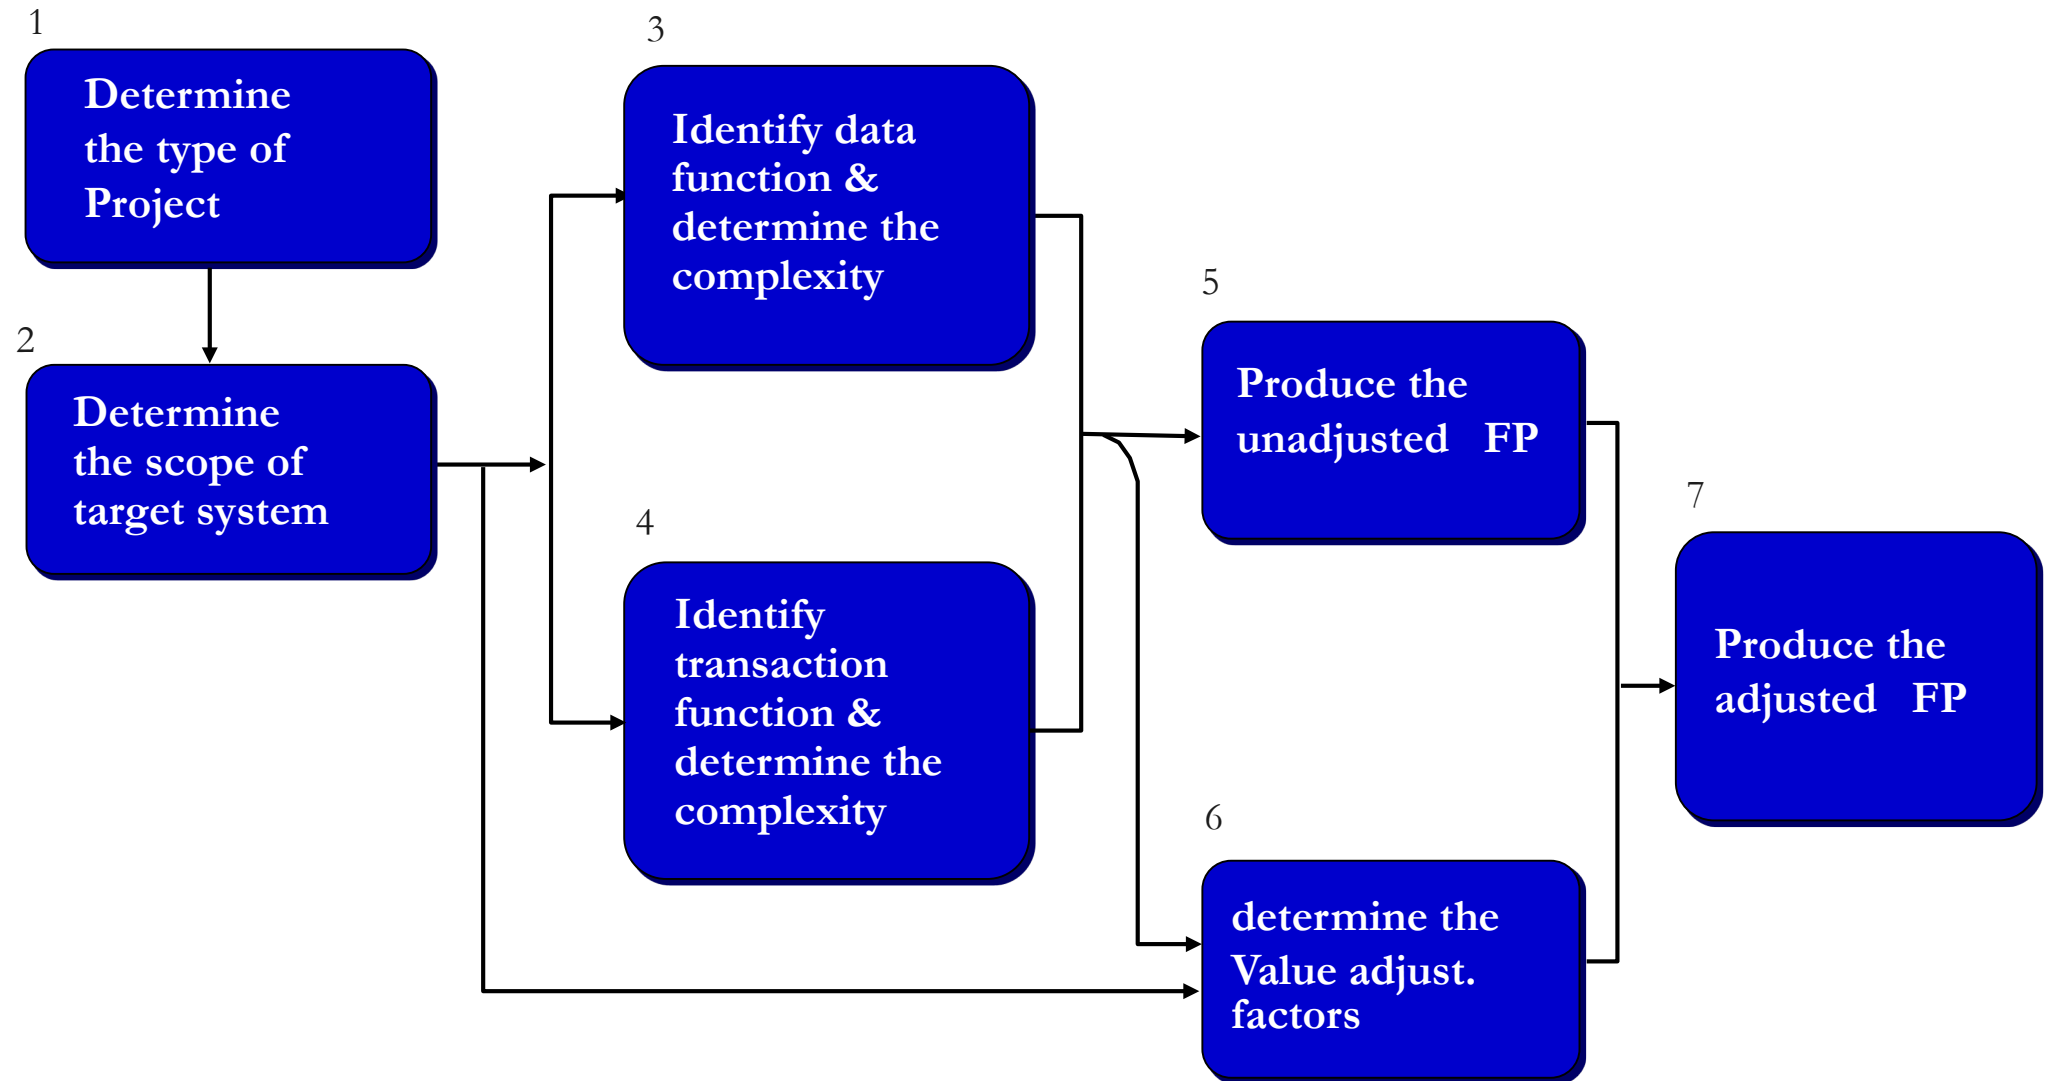 1
Determine
the type of
Project
2
Determine
the scope of
target system
3
Identify data
function &
determine the
complexity
4
Identify
transaction
function &
determine the
complexity
5
Produce the
unadjusted FP
6
determine the
Value adjust.
factors
7
Produce the
adjusted FP